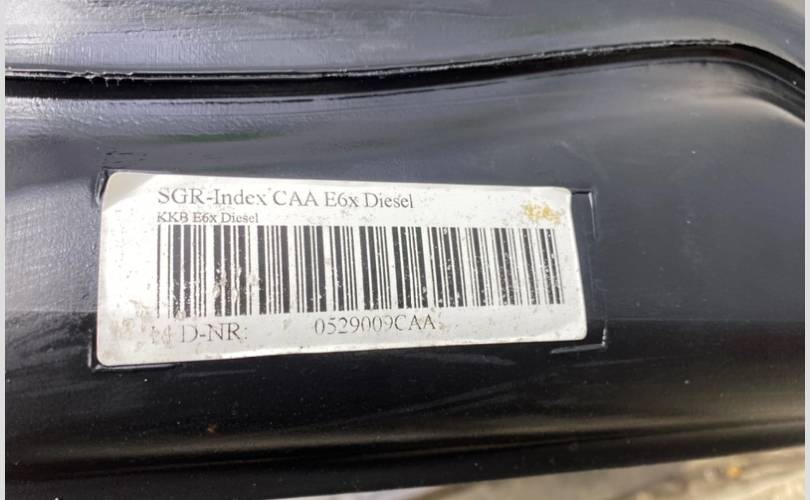 SGR-Index CAA E6x Diesel
KKB E6x Diesel
D-NR: 0529009CAA